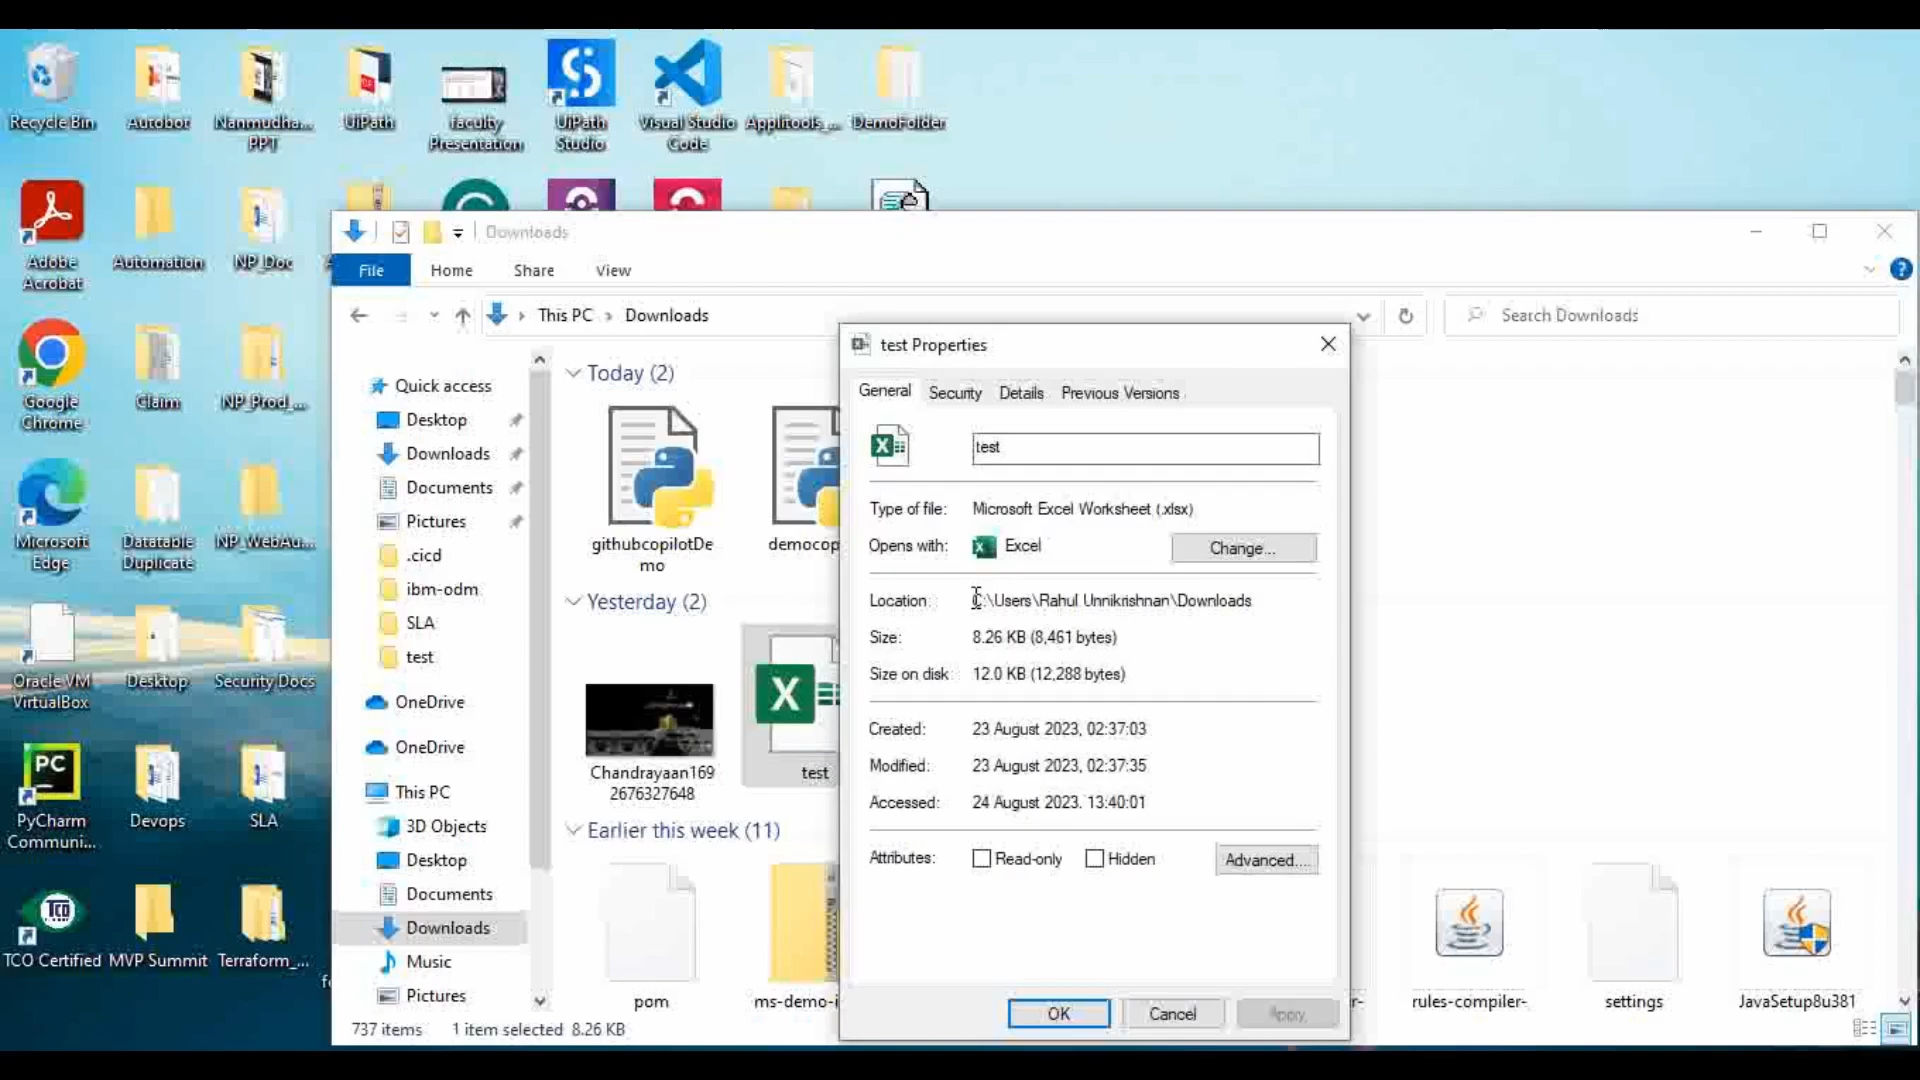 Recycle Bin
Autobot
Nanmudha...
PPT
UiPath
faculty
Presentation
UiPath
Studio
Visual Studio
Code
Applitools_...
DemoFolder
Adobe
Acrobat
Automation
NP_Doc
Google
Chrome
Claim
NP_Prod_...
Microsoft
Edge
Datatable
Duplicate
NP_WebAu...
Oracle VM
VirtualBox
Desktop
Security Docs
PC
PyCharm
Communi...
Devops
SLA
TCO
TCO Certified
MVP Summit
Terraform_...
Downloads
File
Home
Share
View
This PC
Downloads
Search Downloads
Quick access
Desktop
Downloads
Documents
Pictures
.cicd
ibm-odm
SLA
test
OneDrive
OneDrive
This PC
3D Objects
Desktop
Documents
Downloads
Music
Pictures
Today (2)
githubcopilotDe
mo
democop
Yesterday (2)
Chandrayaan169
2676327648
test
Earlier this week (11)
pom
ms-demo-i
rules-compiler-
settings
JavaSetup8u381
737 items
1 item selected 8.26 KB
test Properties
General
Security
Details
Previous Versions
test
Type of file: Microsoft Excel Worksheet (.xlsx)
Opens with: Excel
Change...
Location: C:\Users\Rahul Unnikrishnan\Downloads
Size: 8.26 KB (8,461 bytes)
Size on disk: 12.0 KB (12,288 bytes)
Created: 23 August 2023, 02:37:03
Modified: 23 August 2023, 02:37:35
Accessed: 24 August 2023. 13:40:01
Attributes: Read-only Hidden
Advanced...
OK
Cancel
Apply